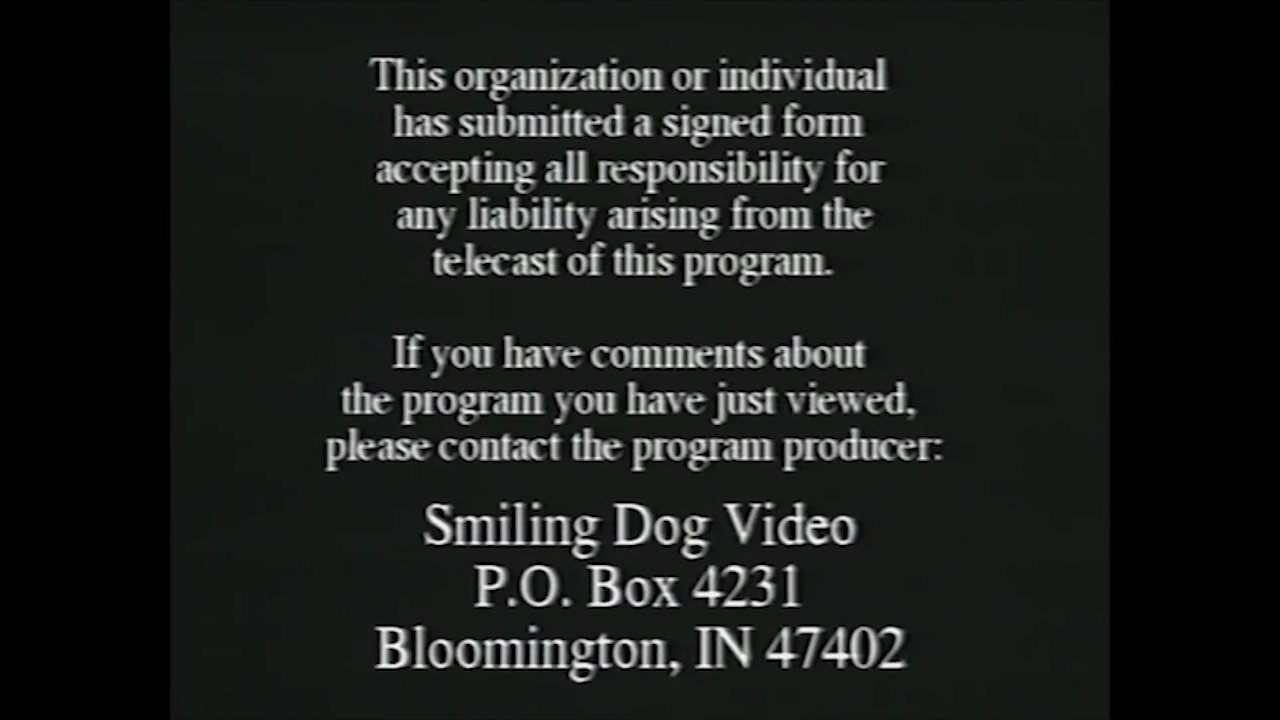 This organization or individual
has submitted a signed form
accepting all responsibility for
any liability arising from the
telecast of this program.
If you have comments about
the program you have just viewed,
please contact the program producer:
Smiling Dog Video
P.O. Box 4231
Bloomington, IN 47402